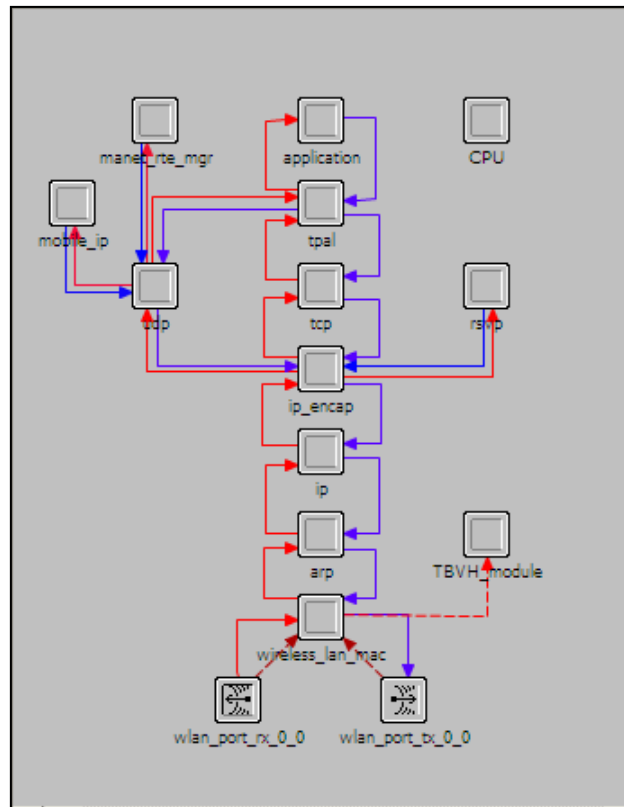 manet_rte_mgr
application
CPU
mobile_ip
tpal
udp
tcp
rsvp
ip_encap
ip
arp
TBVH_module
wireless_lan_mac
wlan_port_rx_0_0
wlan_port_tx_0_0